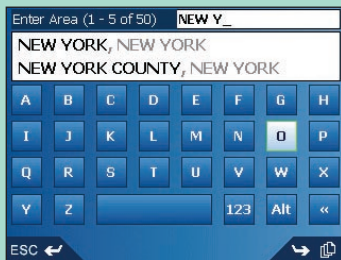 Enter Area (1 - 5 of 50) NEW Y_
NEW YORK, NEW YORK
NEW YORK COUNTY, NEW YORK
A B C D E F G H
I J K L M N O P
Q R S T U V W X
Y Z 123 Alt «
ESC